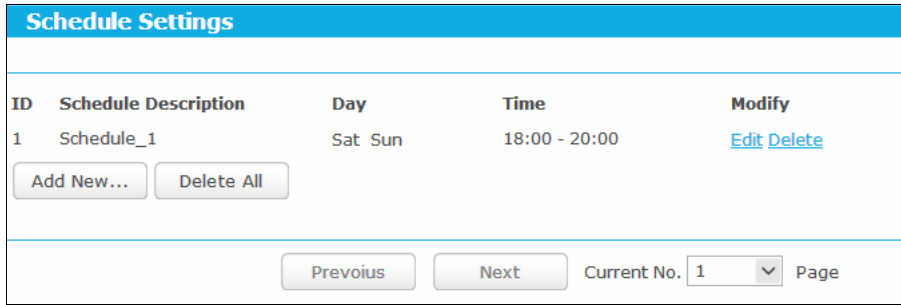 Schedule Settings
ID Schedule Description Day Time Modify
1 Schedule_1 Sat Sun 18:00 - 20:00 Edit Delete
Add New... Delete All
Prevoius Next Current No. 1 Page